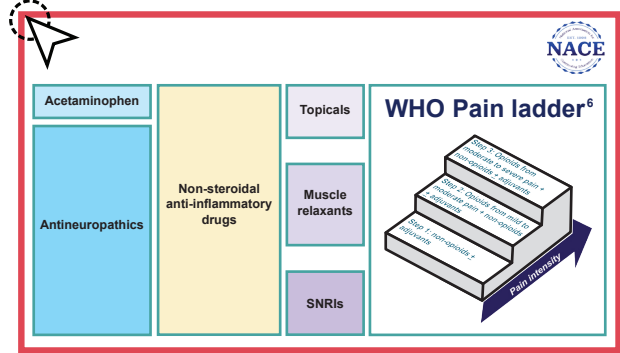 NACE
Acetaminophen
Antineuropathics
Non-steroidal
anti-inflammatory
drugs
Topicals
Muscle
relaxants
SNRIs
WHO Pain ladder6
Step 3: Opioids from
moderate to severe pain +
non-opioids + adjuvants
Step 2: Opioids from mild to
moderate pain + non-opioids
+ adjuvants
Step 1: non-opioids +
adjuvants
Pain intensity